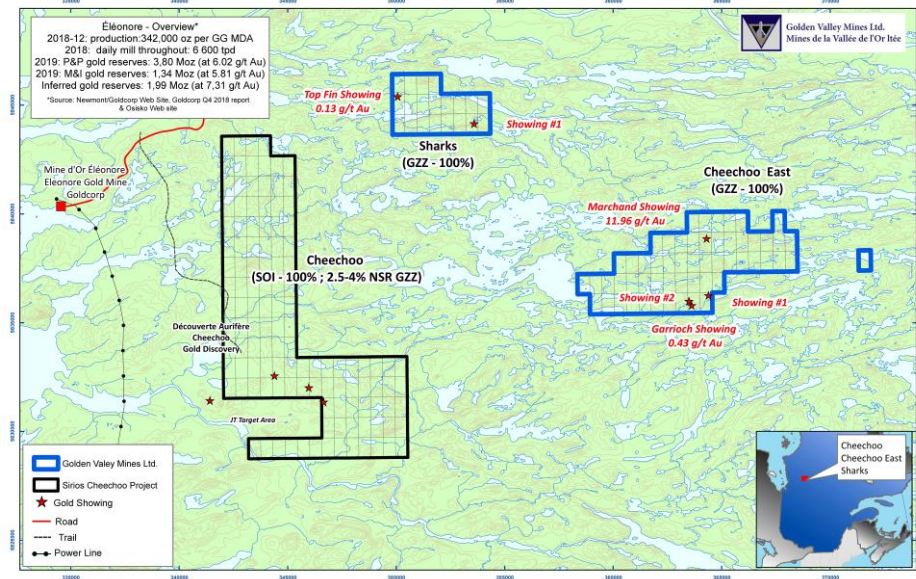 Éléonore - Overview*
2018-12: production:342,000 oz per GG MDA
2018: daily mill throughout: 6 600 tpd
2019: P&P gold reserves: 3,80 Moz (at 6.02 g/t Au)
2019: M&I gold reserves: 1,34 Moz (at 5.81 g/t Au)
Inferred gold reserves: 1,99 Moz (at 7,31 g/t Au)
*Source: Newmont/Goldcorp Web Site, Goldcorp Q4 2018 report
& Osisko Web site
Golden Valley Mines Ltd.
Mines de la Vallée de l'Or ltée
Top Fin Showing
0.13 g/t Au
Showing #1
Sharks
(GZZ - 100%)
Mine d'Or Éléonore
Eleonore Gold Mine
Goldcorp
Cheechoo East
(GZZ - 100%)
Marchand Showing
11.96 g/t Au
Cheechoo
(SOI - 100% ; 2.5-4% NSR GZZ)
Showing #2
Showing #1
Garrioch Showing
0.43 g/t Au
Découverte Aurifère
Cheechoo
Gold Discovery
JT Target Area
Golden Valey Mines Ltd.
Sirios Cheechoo Project
Gold Showing
Road
Trail
Power Line
Cheechoo
Cheechoo East
Sharks